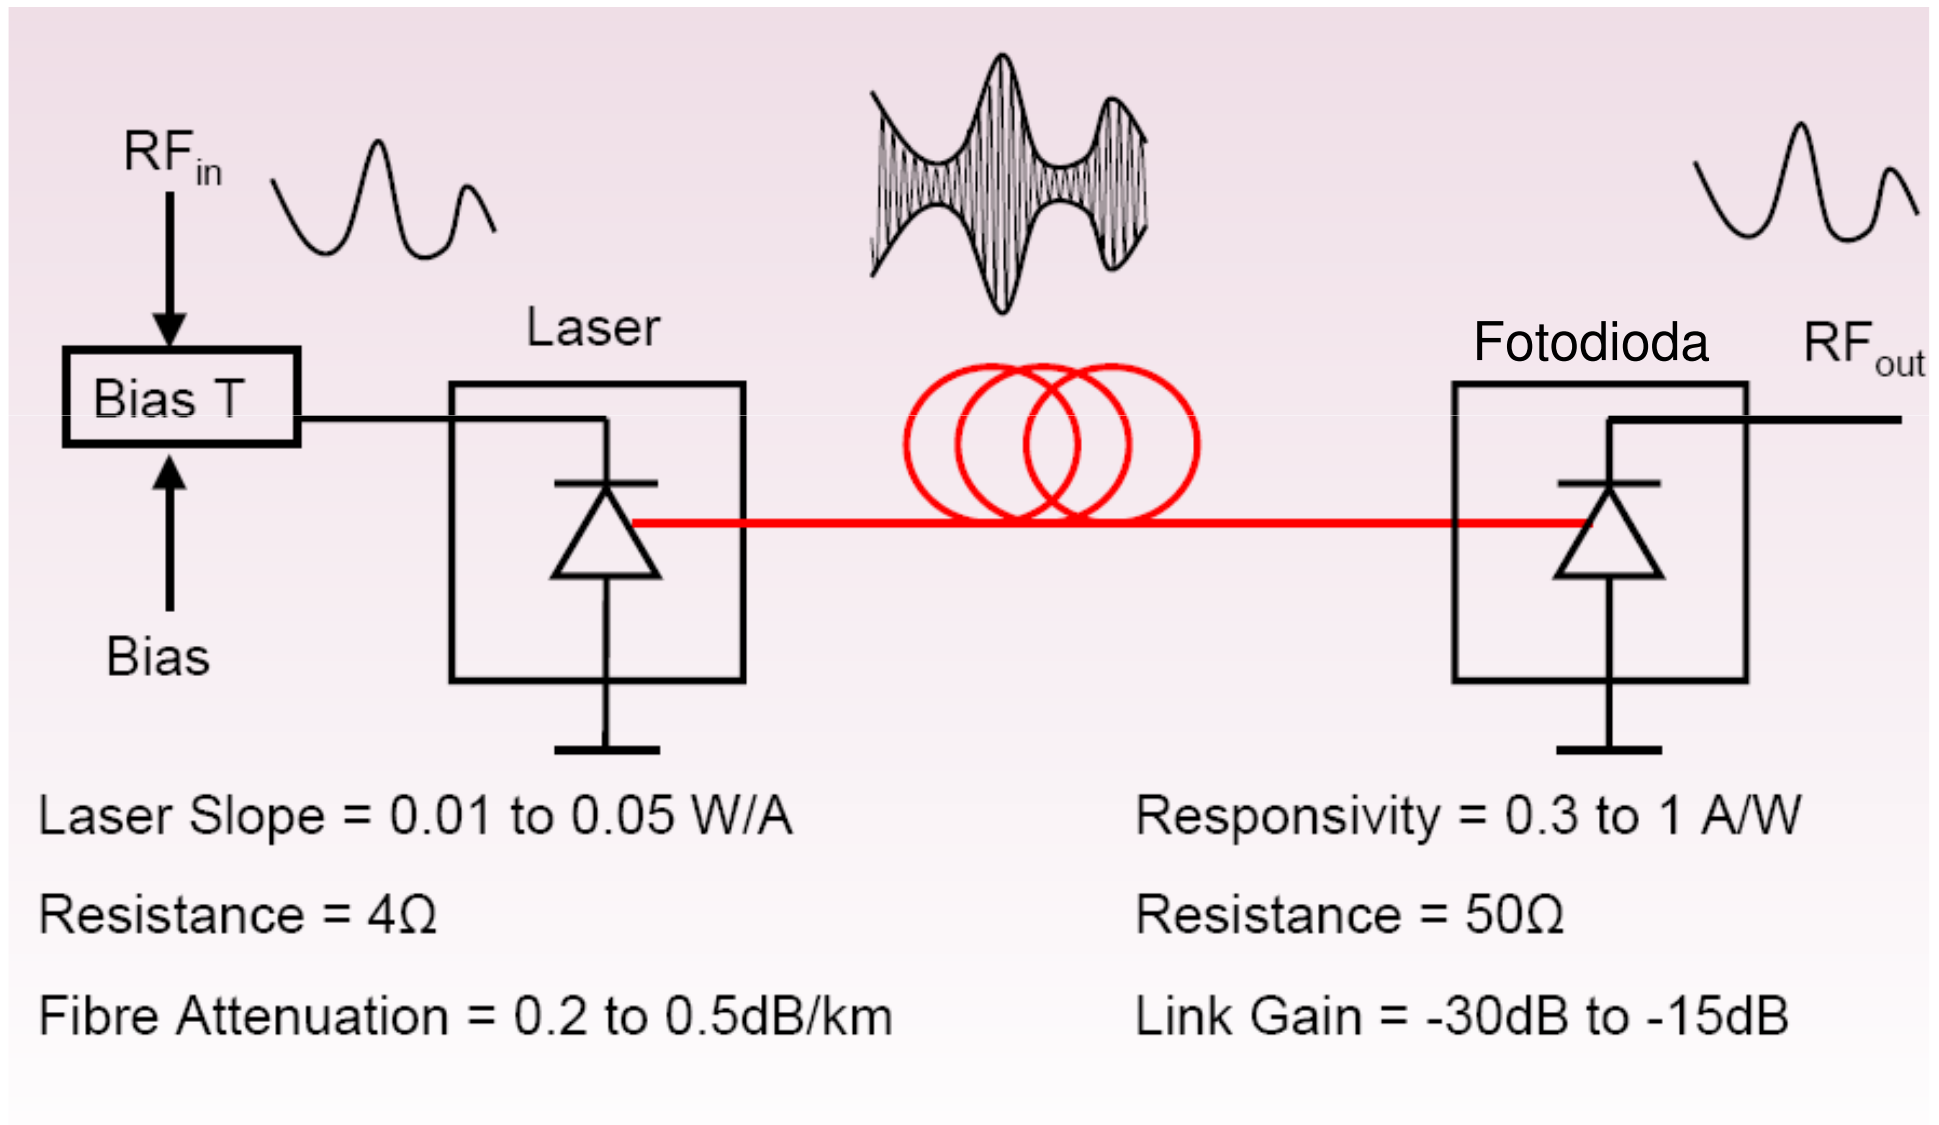 RFin
Bias T
Bias
Laser
Fotodioda
RFout
Laser Slope = 0.01 to 0.05 W/A
Resistance = 4Ω
Fibre Attenuation = 0.2 to 0.5dB/km
Responsivity = 0.3 to 1 A/W
Resistance = 50Ω
Link Gain = -30dB to -15dB